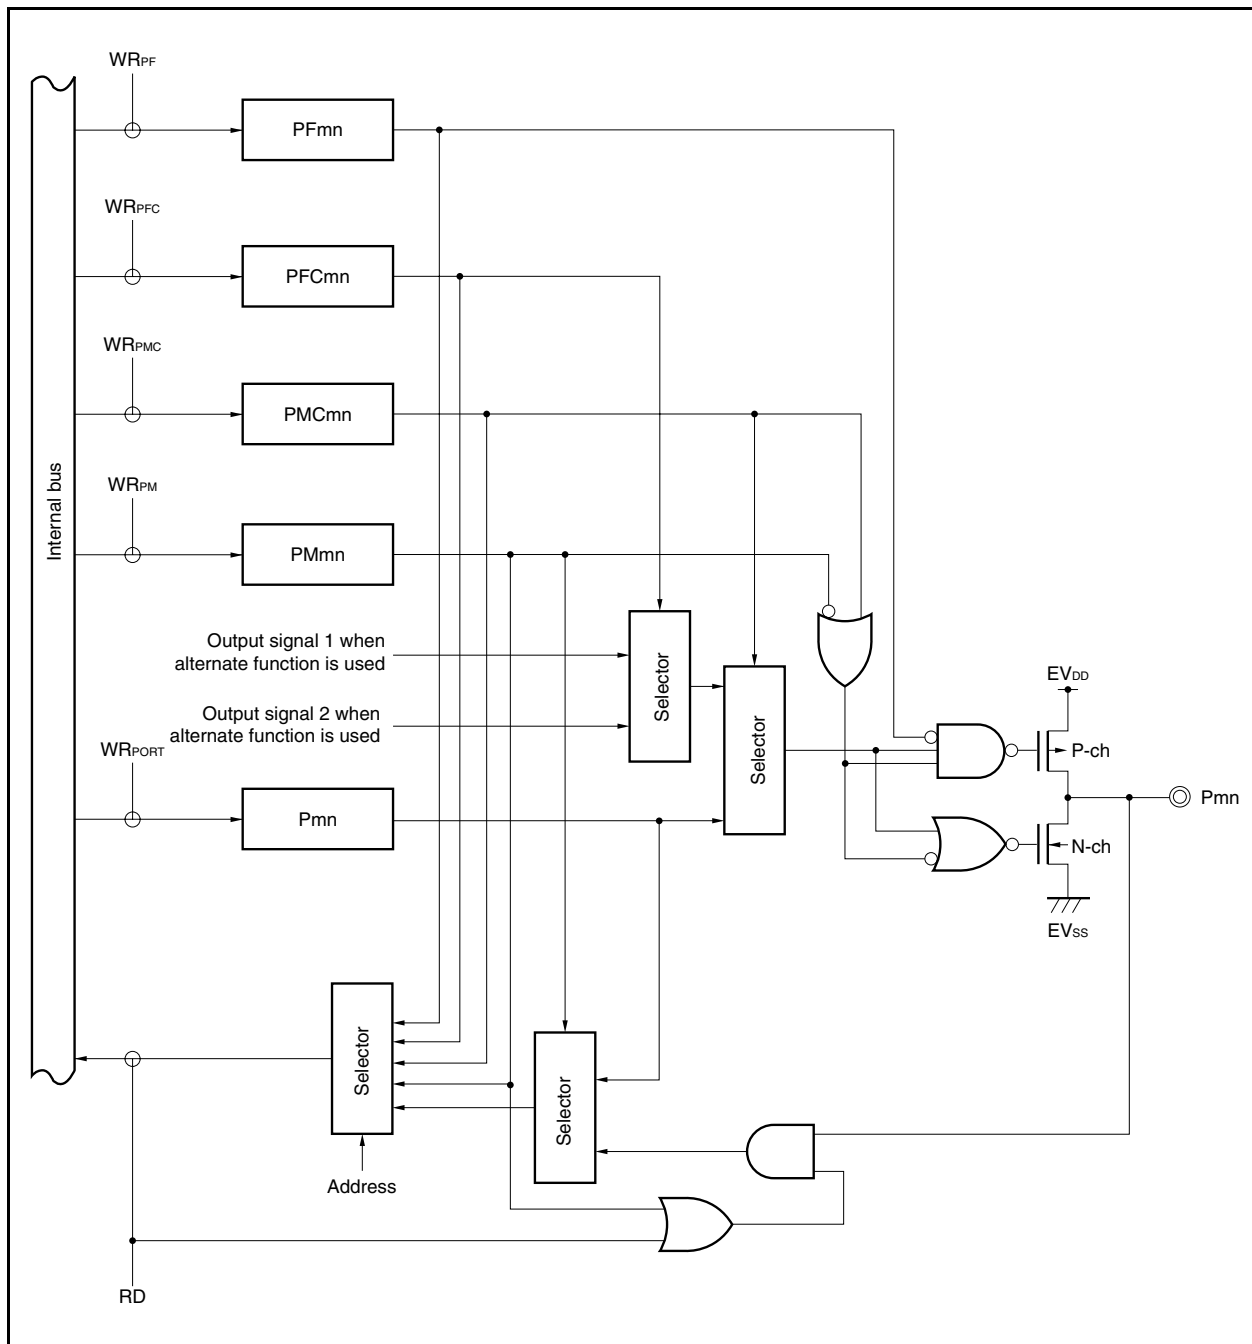 WRPF
PFmn
WRPFC
PFCmn
WRPMC
PMCmn
Internal bus
WRPM
PMmn
Output signal 1 when
alternate function is used
Selector
Output signal 2 when
alternate function is used
Selector
EVDD
P-ch
WRPORT
Pmn
Pmn
N-ch
EVSS
Selector
Selector
Address
RD